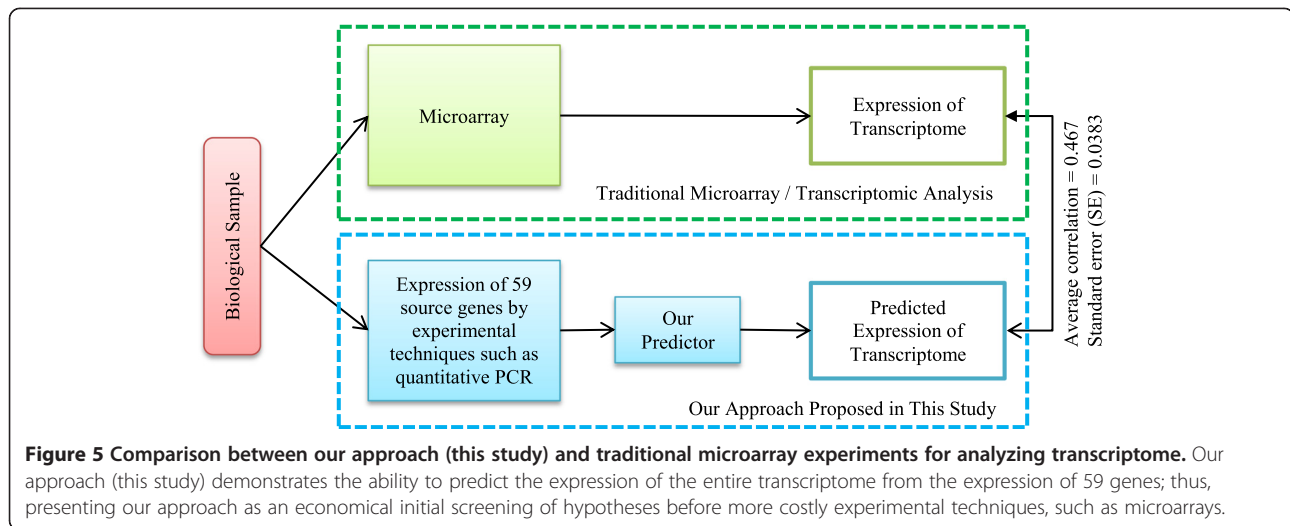 Biological Sample
Microarray
Expression of
Transcriptome
Traditional Microarray / Transcriptomic Analysis
Expression of 59
source genes by
experimental
techniques such as
quantitative PCR
Our
Predictor
Predicted
Expression of
Transcriptome
Our Approach Proposed in This Study
Average correlation = 0.467
Standard error (SE) = 0.0383
Figure 5 Comparison between our approach (this study) and traditional microarray experiments for analyzing transcriptome. Our
approach (this study) demonstrates the ability to predict the expression of the entire transcriptome from the expression of 59 genes; thus,
presenting our approach as an economical initial screening of hypotheses before more costly experimental techniques, such as microarrays.